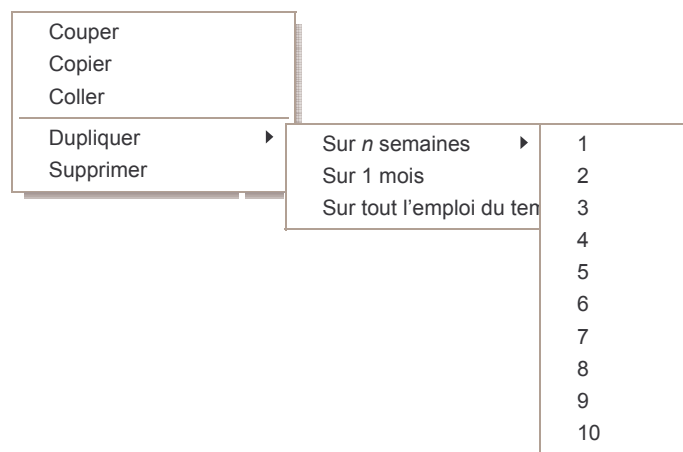 Couper
Copier
Coller
Dupliquer
Supprimer
Sur n semaines
Sur 1 mois
Sur tout l'emploi du
1
2
3
4
5
6
7
8
9
10